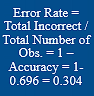 Error Rate =
Total Incorrect /
Total Number of
Obs. = 1 –
Accuracy = 1-
0.696 = 0.304